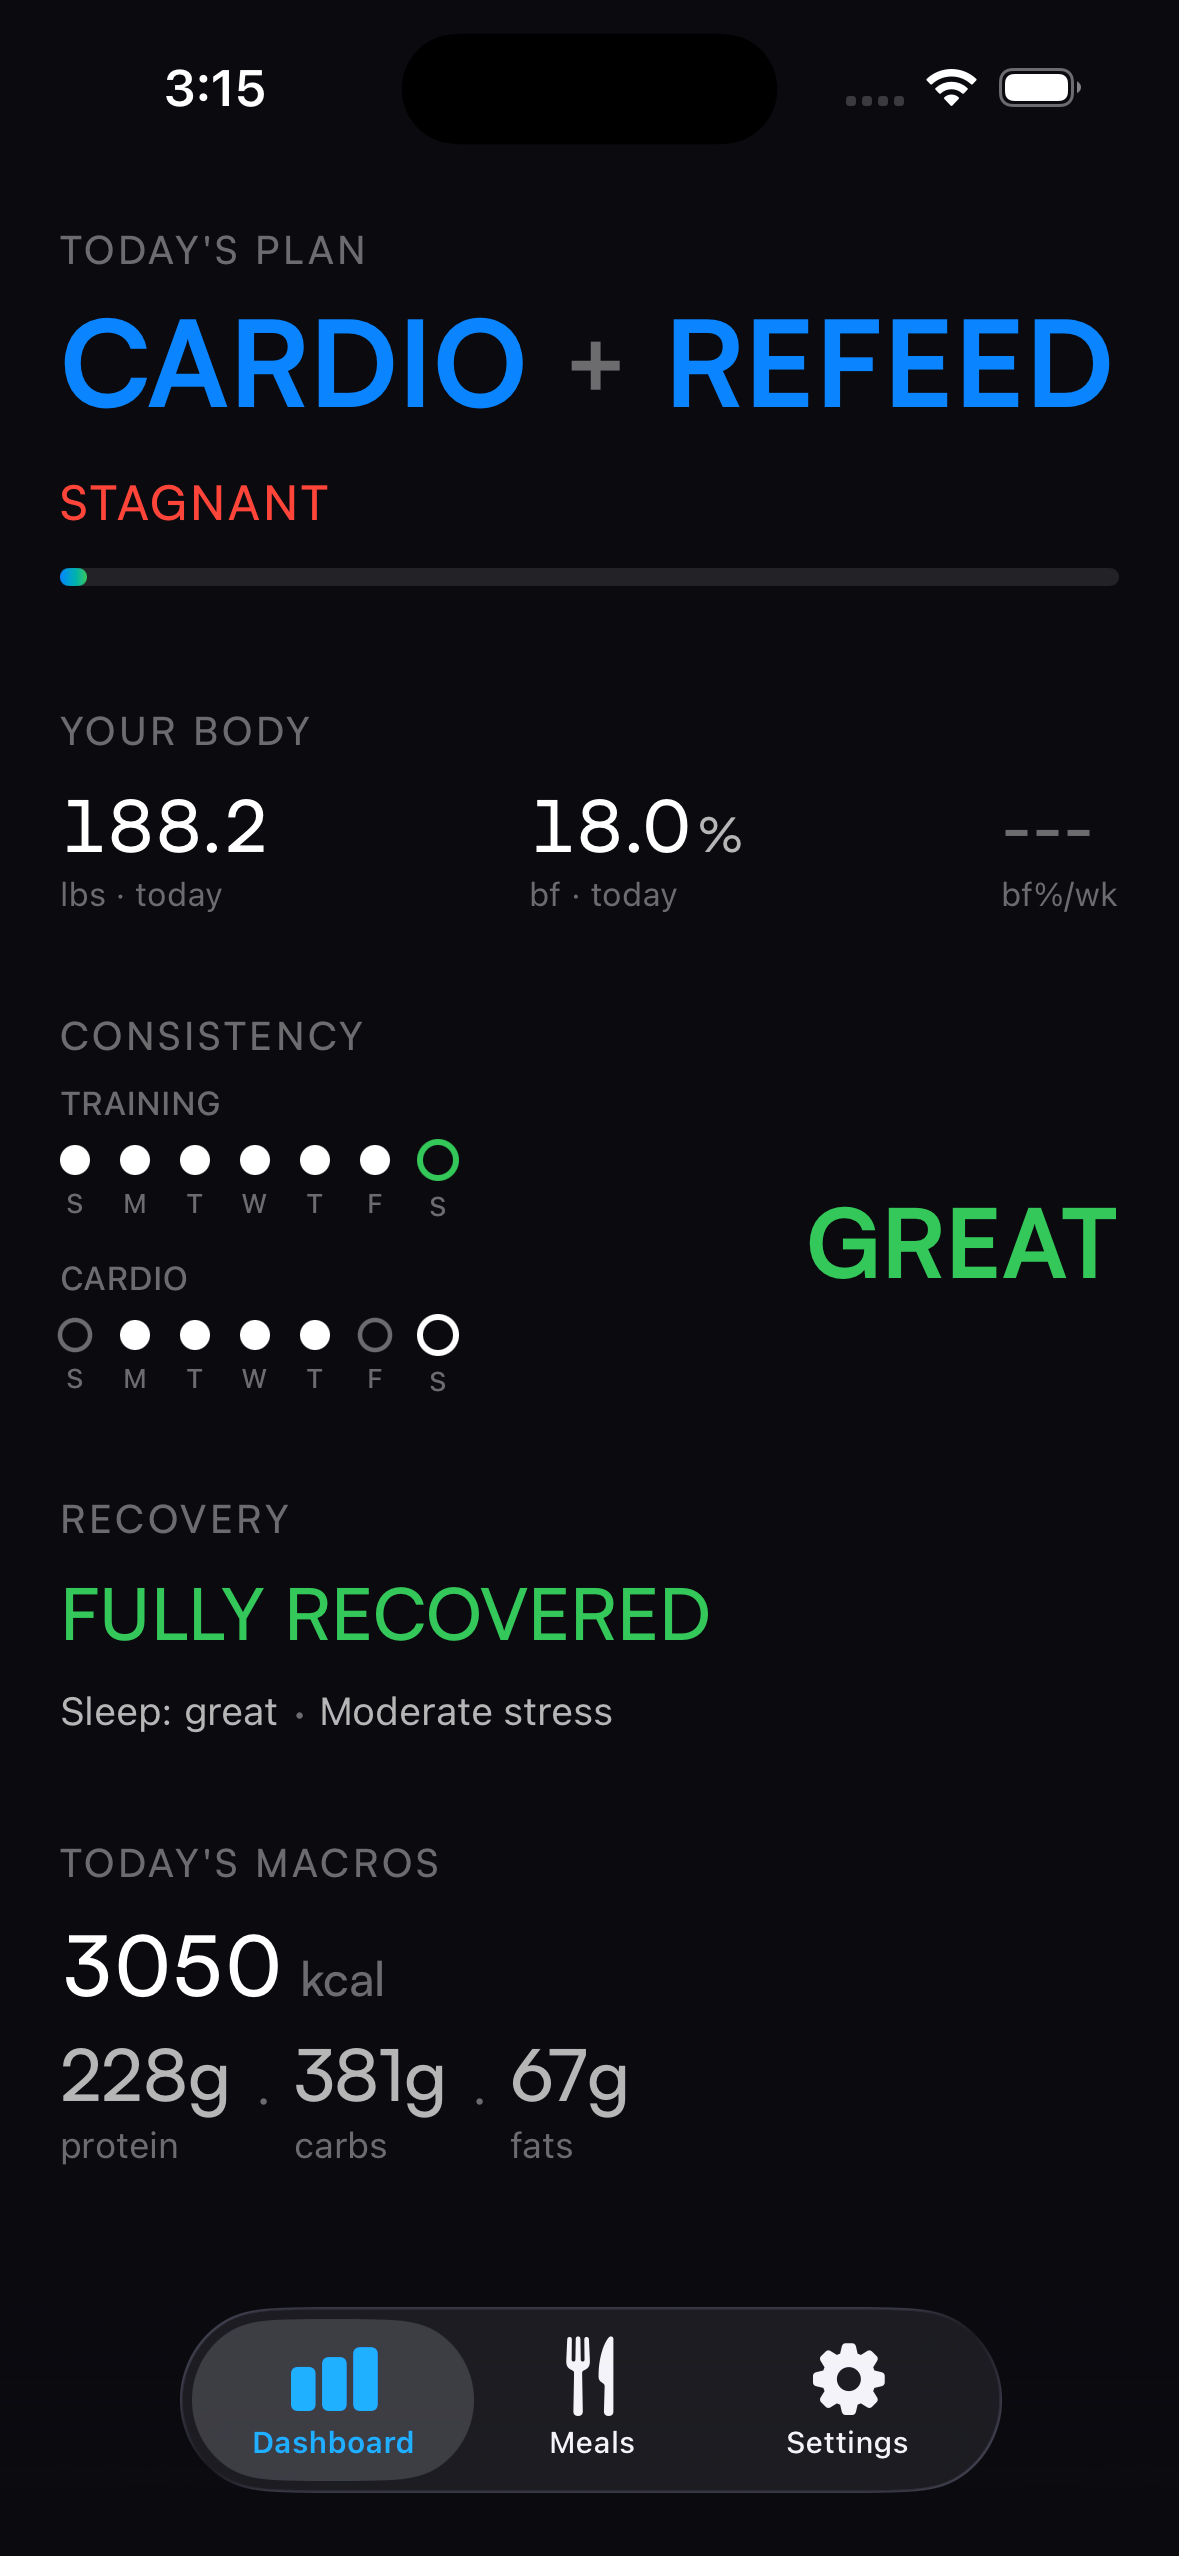 3:15
TODAY'S PLAN
CARDIO + REFEED
STAGNANT
YOUR BODY
188.2 18.0% ---
lbs · today bf · today bf%/wk
CONSISTENCY
TRAINING
S M T W T F S
GREAT
CARDIO
S M T W T F S
RECOVERY
FULLY RECOVERED
Sleep: great · Moderate stress
TODAY'S MACROS
3050 kcal
228g · 381g · 67g
protein carbs fats
Dashboard Meals Settings